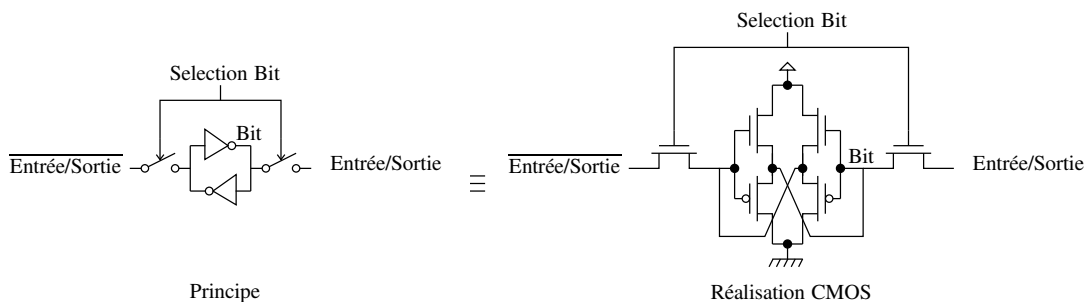 Selection Bit
Selection Bit
Bit
Entrée/Sortie
Entrée/Sortie
Entrée/Sortie
Bit
Entrée/Sortie
≡
Principe
Réalisation CMOS